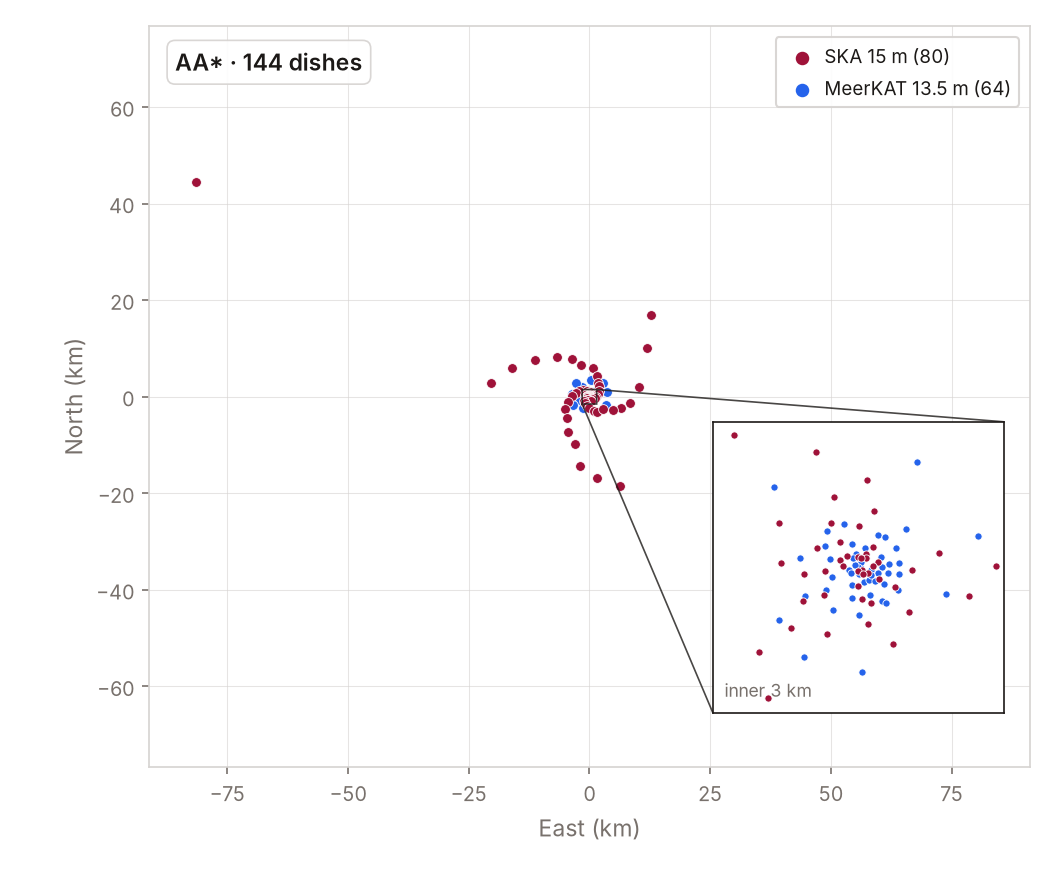 AA* · 144 dishes
SKA 15 m (80)
MeerKAT 13.5 m (64)
60
40
20
0
−20
−40
−60
North (km)
inner 3 km
−75
−50
−25
0
25
50
75
East (km)